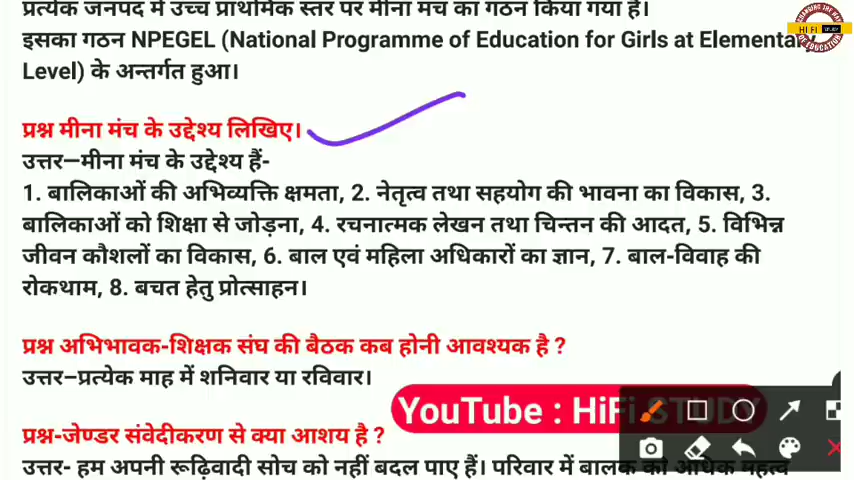 प्रत्येक जनपद में उच्च प्राथमिक स्तर पर मीना मंच का गठन किया गया है।
इसका गठन NPEGEL (National Programme of Education for Girls at Elementary
Level) के अन्तर्गत हुआ।
प्रश्न मीना मंच के उद्देश्य लिखिए।
उत्तर—मीना मंच के उद्देश्य हैं-
1. बालिकाओं की अभिव्यक्ति क्षमता, 2. नेतृत्व तथा सहयोग की भावना का विकास, 3.
बालिकाओं को शिक्षा से जोड़ना, 4. रचनात्मक लेखन तथा चिन्तन की आदत, 5. विभिन्न
जीवन कौशलों का विकास, 6. बाल एवं महिला अधिकारों का ज्ञान, 7. बाल-विवाह की
रोकथाम, 8. बचत हेतु प्रोत्साहन।
प्रश्न अभिभावक-शिक्षक संघ की बैठक कब होनी आवश्यक है ?
उत्तर–प्रत्येक माह में शनिवार या रविवार।
YouTube : HiFi STUDY
प्रश्न-जेण्डर संवेदीकरण से क्या आशय है ?
उत्तर- हम अपनी रूढ़िवादी सोच को नहीं बदल पाए हैं। परिवार में बालक को अधिक महत्व
HI FI STUDY